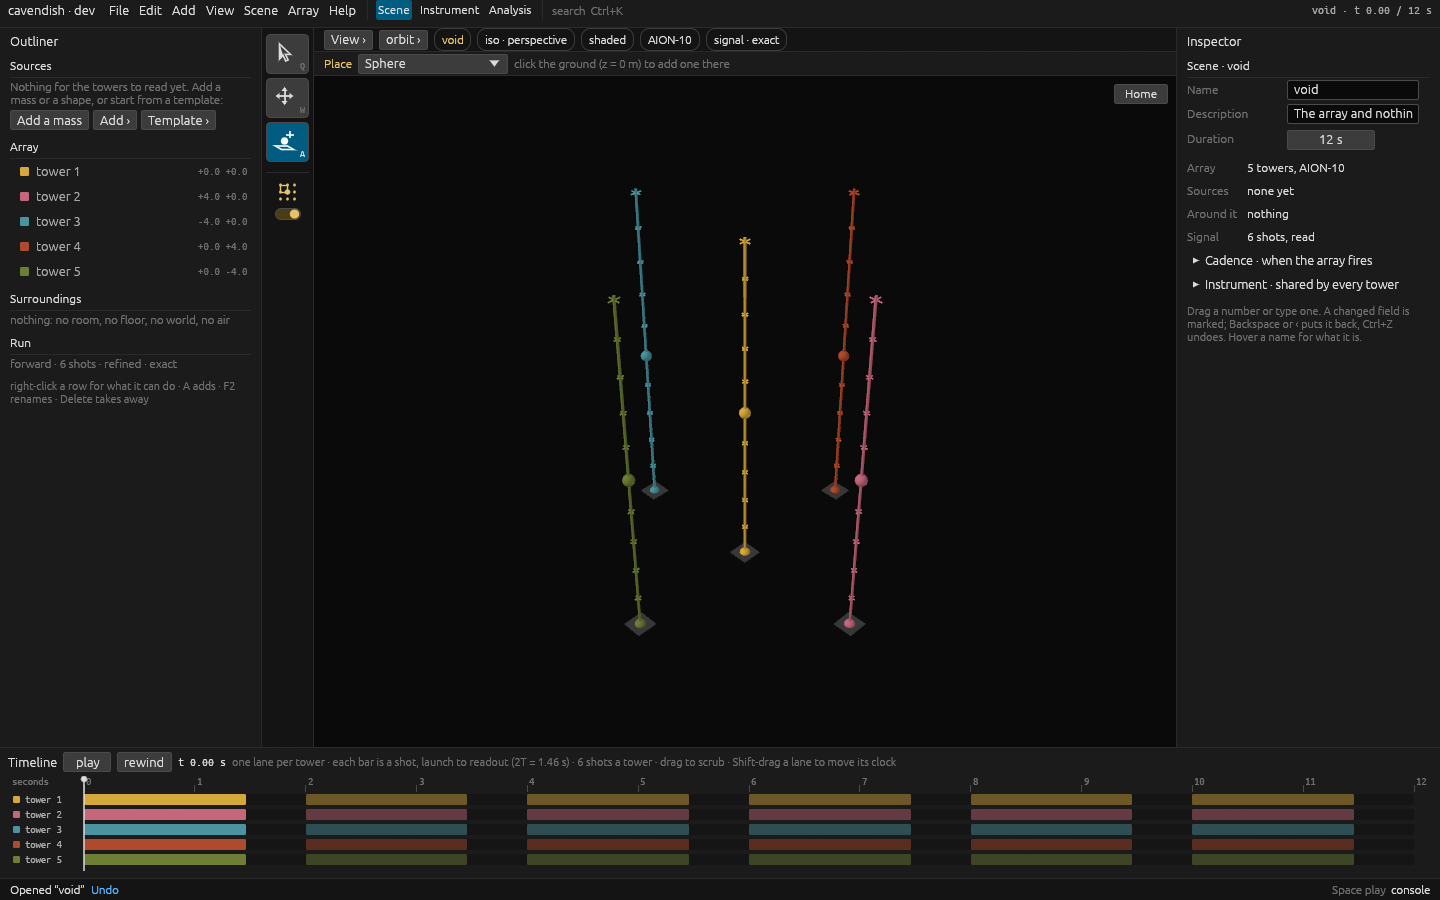 cavendish · dev File Edit Add View Scene Array Help Scene Instrument Analysis search Ctrl+K void · t 0.00 / 12 s
Outliner
Sources
Nothing for the towers to read yet. Add a
mass or a shape, or start from a template:
Add a mass Add › Template ›
Array
tower 1 +0.0 +0.0
tower 2 +4.0 +0.0
tower 3 -4.0 +0.0
tower 4 +0.0 +4.0
tower 5 +0.0 -4.0
Surroundings
nothing: no room, no floor, no world, no air
Run
forward · 6 shots · refined · exact
right-click a row for what it can do · A adds · F2
renames · Delete takes away
Q
W
A
View › orbit › void iso · perspective shaded AION-10 signal · exact
Place Sphere click the ground (z = 0 m) to add one there
Home
Inspector
Scene · void
Name void
Description The array and nothin
Duration 12 s
Array 5 towers, AION-10
Sources none yet
Around it nothing
Signal 6 shots, read
► Cadence · when the array fires
► Instrument · shared by every tower
Drag a number or type one. A changed field is
marked; Backspace or ‹ puts it back, Ctrl+Z
undoes. Hover a name for what it is.
Timeline play rewind t 0.00 s one lane per tower · each bar is a shot, launch to readout (2T = 1.46 s) · 6 shots a tower · drag to scrub · Shift-drag a lane to move its clock
seconds 0 1 2 3 4 5 6 7 8 9 10 11 12
tower 1
tower 2
tower 3
tower 4
tower 5
Opened "void" Undo Space play console